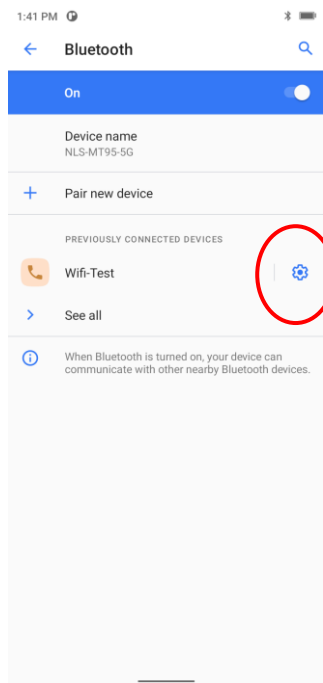 1:41 PM
Bluetooth
On
Device name
NLS-MT95-5G
Pair new device
PREVIOUSLY CONNECTED DEVICES
Wifi-Test
See all
When Bluetooth is turned on, your device can
communicate with other nearby Bluetooth devices.